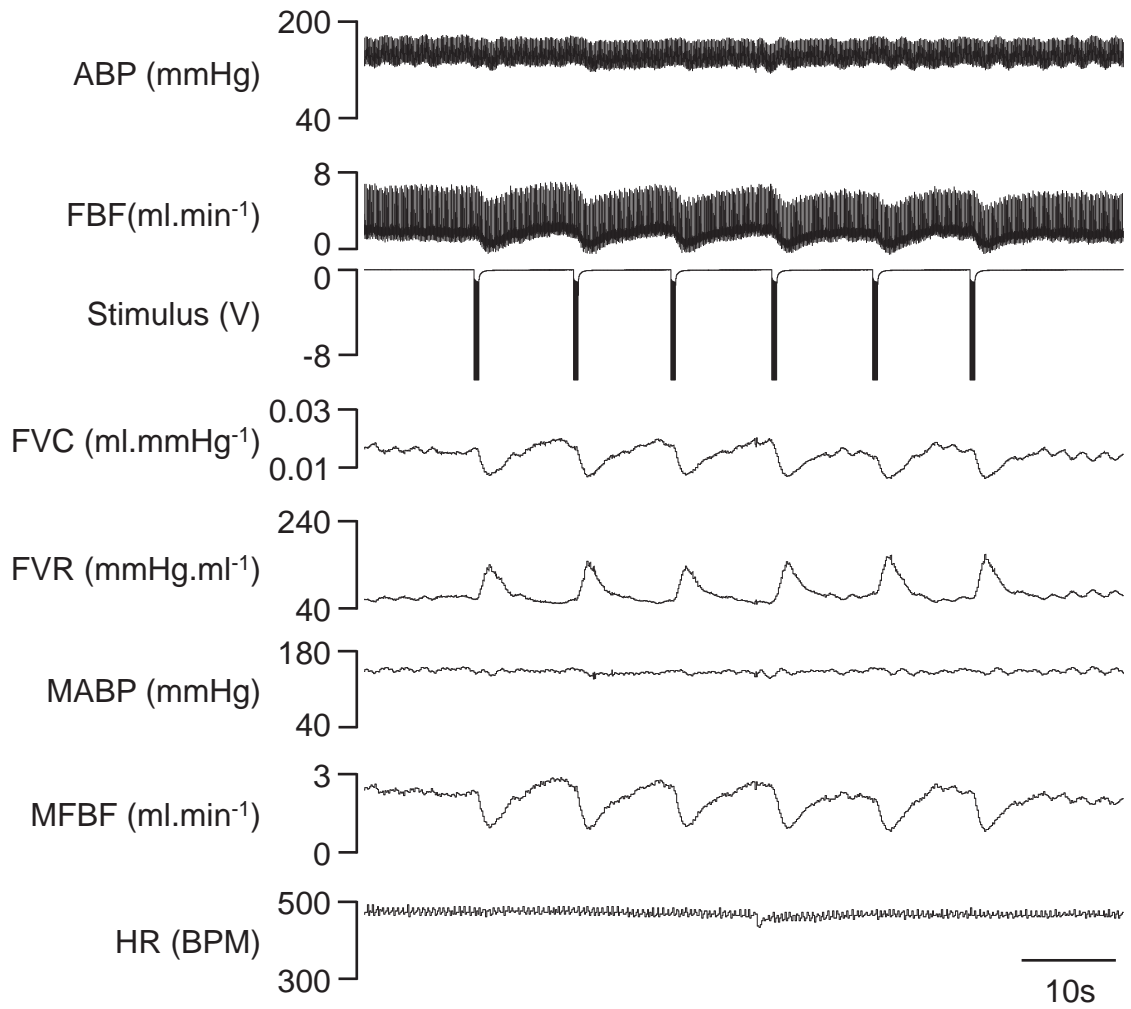 200
ABP (mmHg)
40
8
FBF(ml.min-1)
0
0
Stimulus (V)
-8
0.03
FVC (ml.mmHg-1)
0.01
240
FVR (mmHg.ml-1)
40
180
MABP (mmHg)
40
3
MFBF (ml.min-1)
0
500
HR (BPM)
300
10s